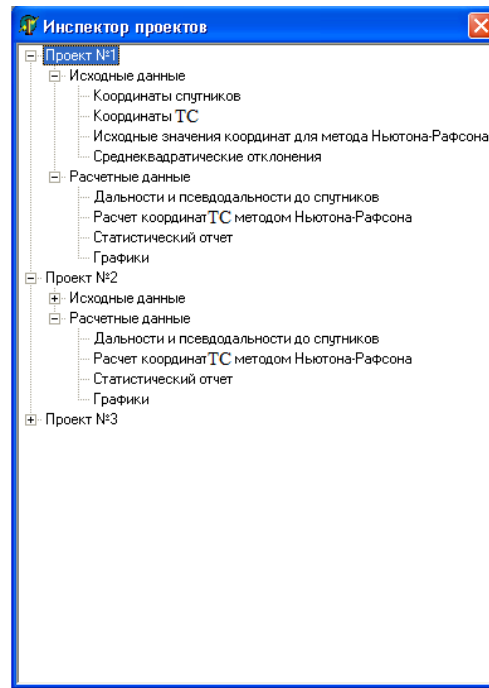 Инспектор проектов
Проект №1
Исходные данные
Координаты спутников
Координаты ТС
Исходные значения координат для метода Ньютона-Рафсона
Среднеквадратические отклонения
Расчетные данные
Дальности и псевдодальности до спутников
Расчет координат ТС методом Ньютона-Рафсона
Статистический отчет
Графики
Проект №2
Исходные данные
Расчетные данные
Дальности и псевдодальности до спутников
Расчет координат ТС методом Ньютона-Рафсона
Статистический отчет
Графики
Проект №3